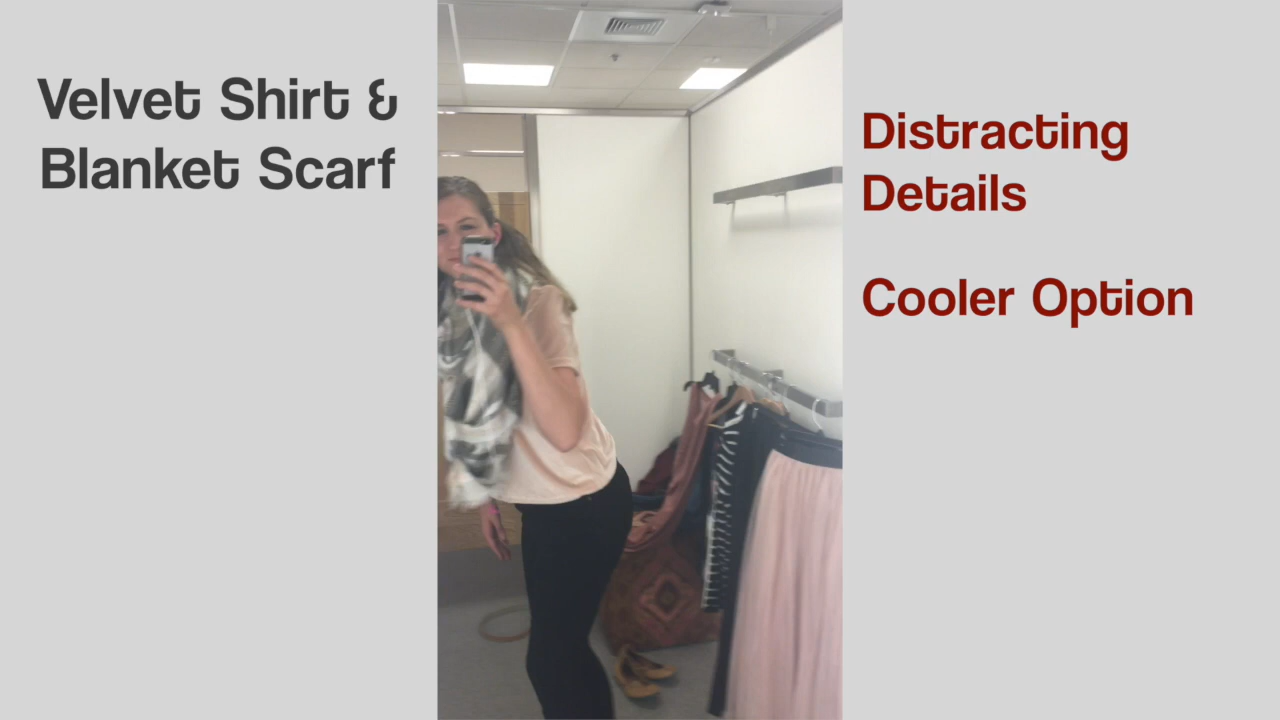 Velvet Shirt &
Blanket Scarf
Distracting
Details
Cooler Option